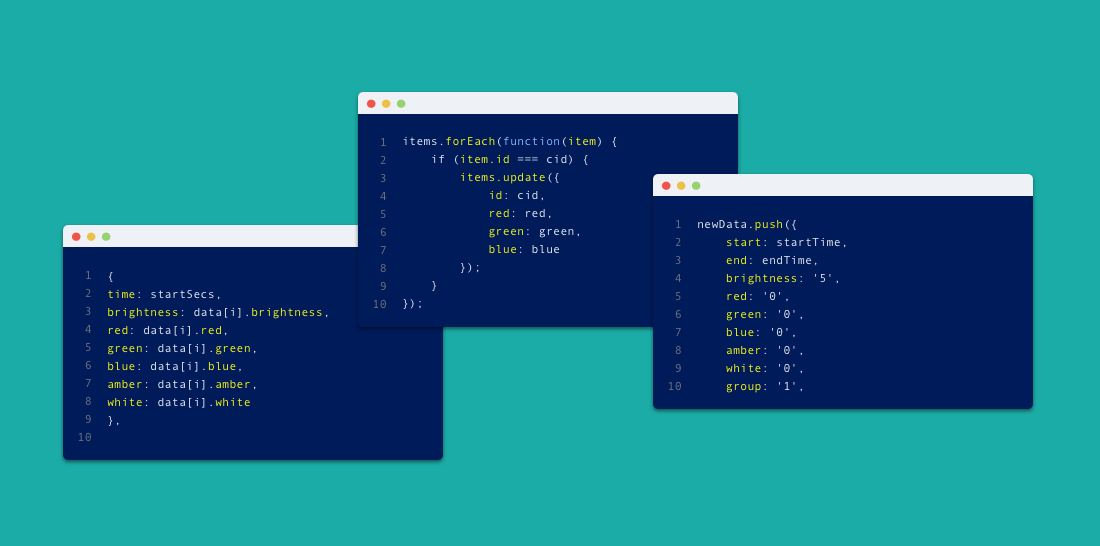 1 {
2 time: startSecs,
3 brightness: data[i].brightness,
4 red: data[i].red,
5 green: data[i].green,
6 blue: data[i].blue,
7 amber: data[i].amber,
8 white: data[i].white
9 },
10
1 items.forEach(function(item) {
2 if (item.id === cid) {
3 items.update({
4 id: cid,
5 red: red,
6 green: green,
7 blue: blue
8 });
9 }
10 });
1 newData.push({
2 start: startTime,
3 end: endTime,
4 brightness: '5',
5 red: '0',
6 green: '0',
7 blue: '0',
8 amber: '0',
9 white: '0',
10 group: '1',